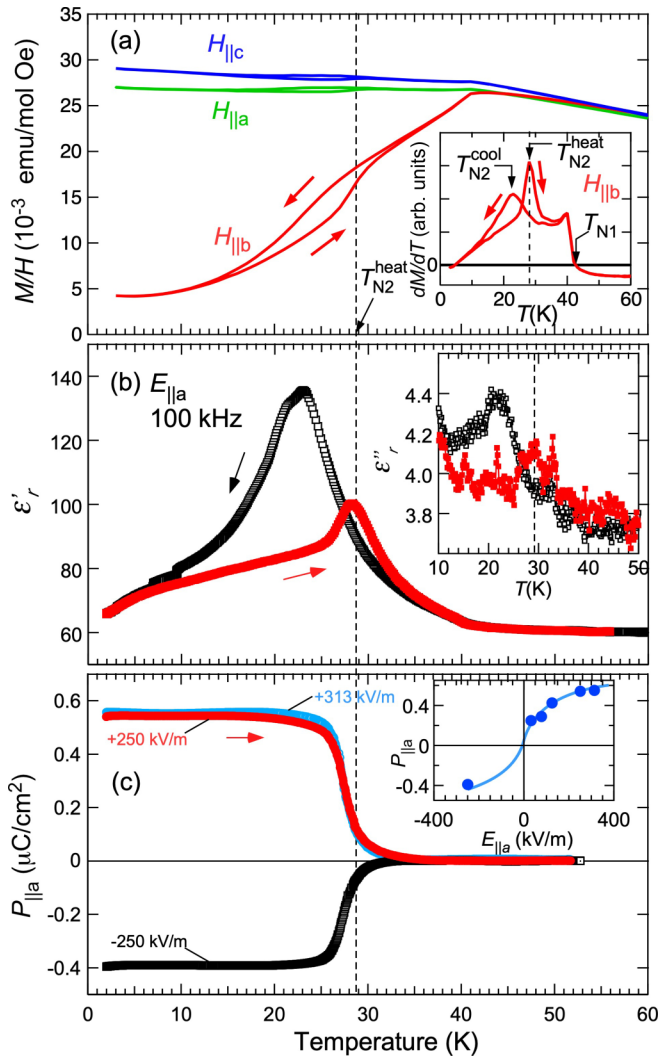 35
(a)
30
H||c
25
H||a
20
15
10
H||b
5
0
M/H (10⁻³ emu/mol Oe)
T_N2^heat
T_N2^cool
T_N2^heat
H||b
T_N1
0
dM/dT (arb. units)
0 20 40 60
T(K)
140
(b) E||a
100 kHz
120
100
80
60
ε'r
4.4
4.2
4.0
3.8
ε''r
10 20 30 40 50
T(K)
0.6
+313 kV/m
+250 kV/m
0.4
0.2
(c)
0
-0.2
-250 kV/m
-0.4
P||a (μC/cm²)
0.4
0
-0.4
P||a
-400 0 400
E||a (kV/m)
0 10 20 30 40 50 60
Temperature (K)